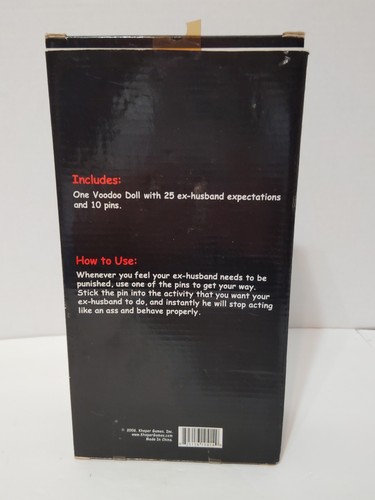 Includes:
One Voodoo Doll with 25 ex-husband expectations
and 10 pins.
How to Use:
Whenever you feel your ex-husband needs to be
punished, use one of the pins to get your way.
Stick the pin into the activity that you want your
ex-husband to do, and instantly he will stop acting
like an ass and behave properly.
Made In China.